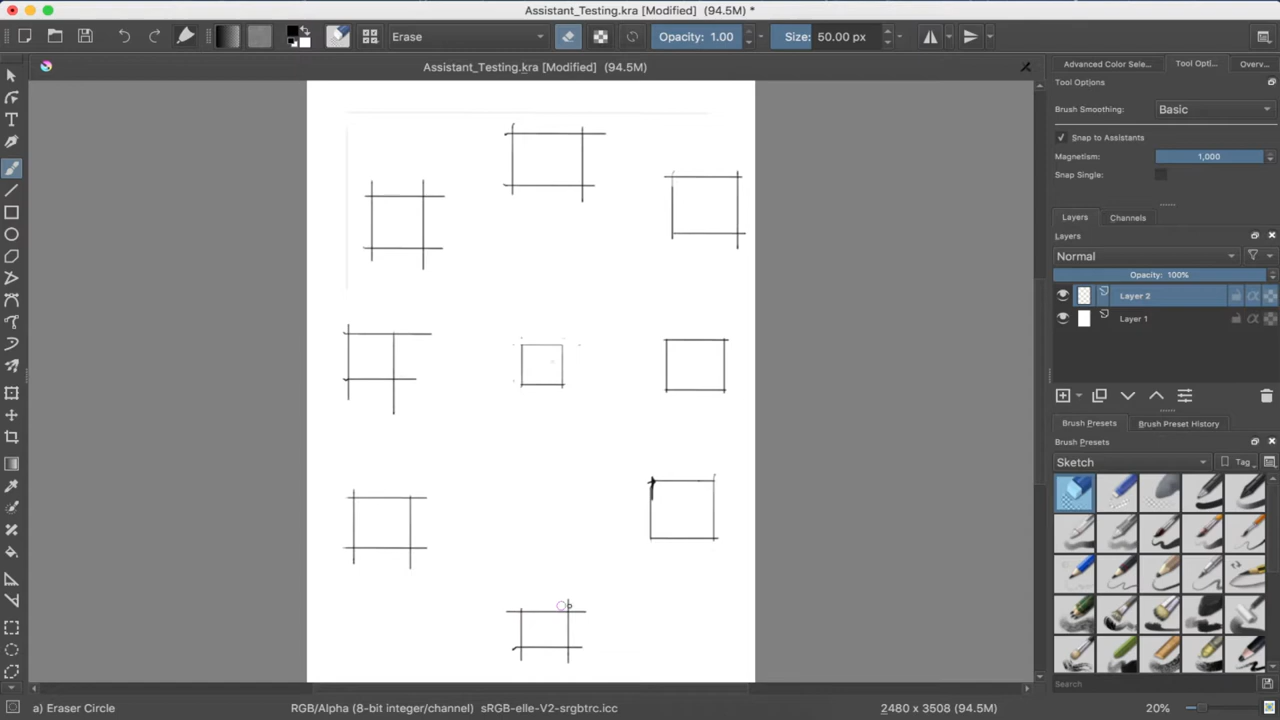 Assistant_Testing.kra [Modified] (94.5M) *
Erase
Opacity: 1.00
Size: 50.00 px
Assistant_Testing.kra [Modified] (94.5M)
Advanced Color Sele...
Tool Opti...
Overv...
Tool Options
Brush Smoothing:
Basic
Snap to Assistants
Magnetism:
1,000
Snap Single:
Layers
Channels
Layers
Normal
Opacity: 100%
Layer 2
Layer 1
Brush Presets
Brush Preset History
Brush Presets
Sketch
Tag
Search
a) Eraser Circle
RGB/Alpha (8-bit integer/channel) sRGB-elle-V2-srgbtrc.icc
2480 x 3508 (94.5M)
20%